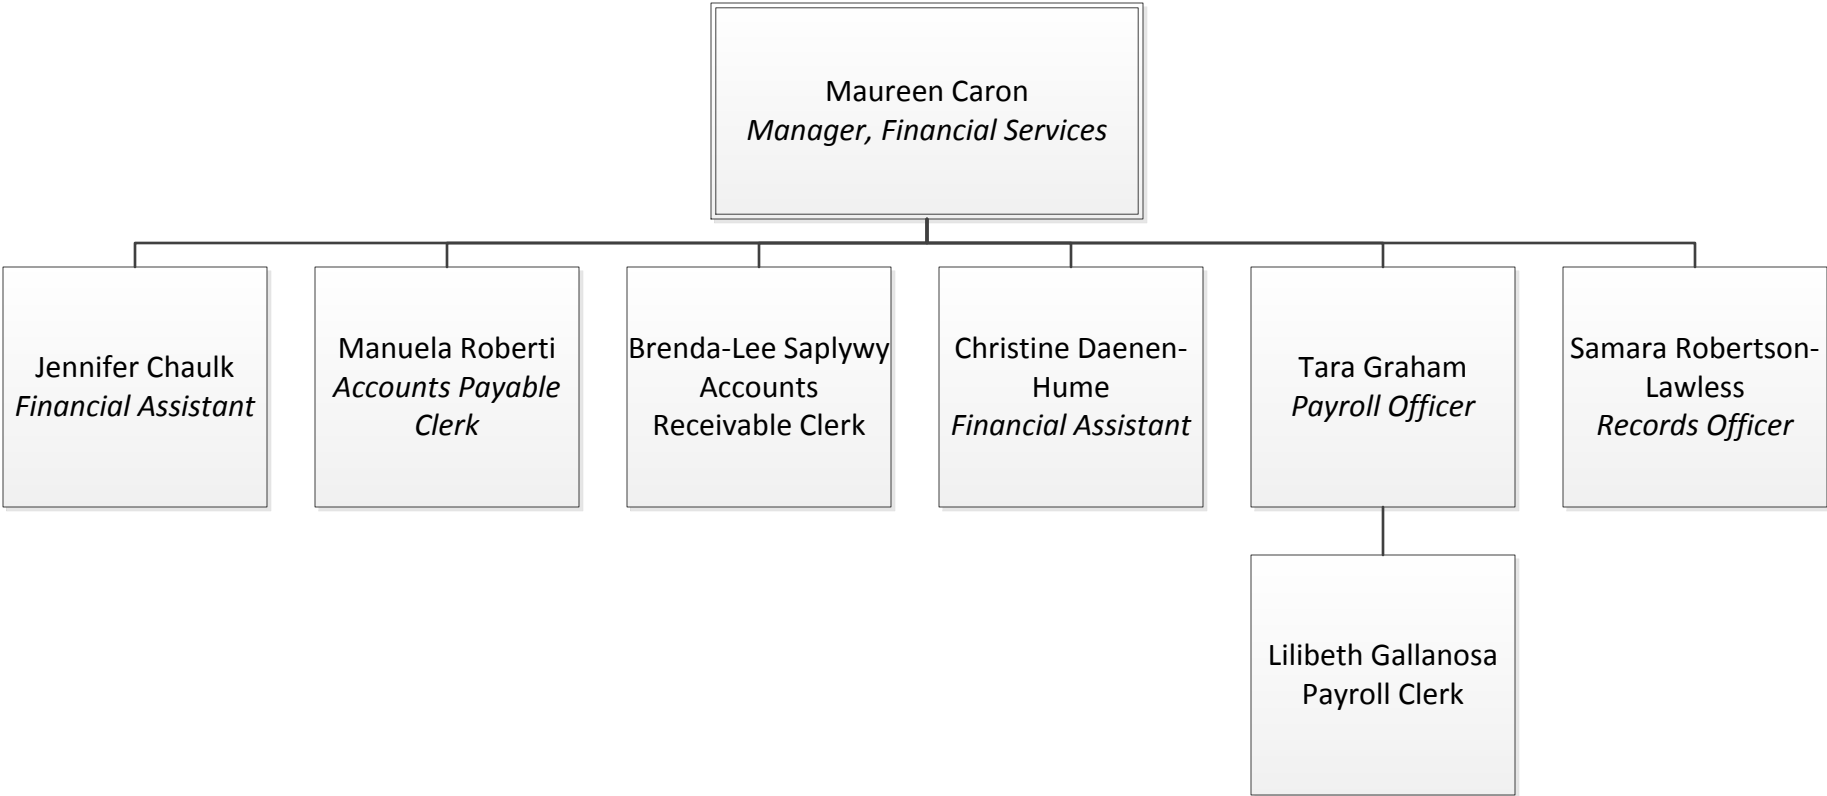 Maureen Caron
Manager, Financial Services
Jennifer Chaulk
Financial Assistant
Manuela Roberti
Accounts Payable
Clerk
Brenda-Lee Saplywy
Accounts
Receivable Clerk
Christine Daenen-
Hume
Financial Assistant
Tara Graham
Payroll Officer
Samara Robertson-
Lawless
Records Officer
Lilibeth Gallanosa
Payroll Clerk